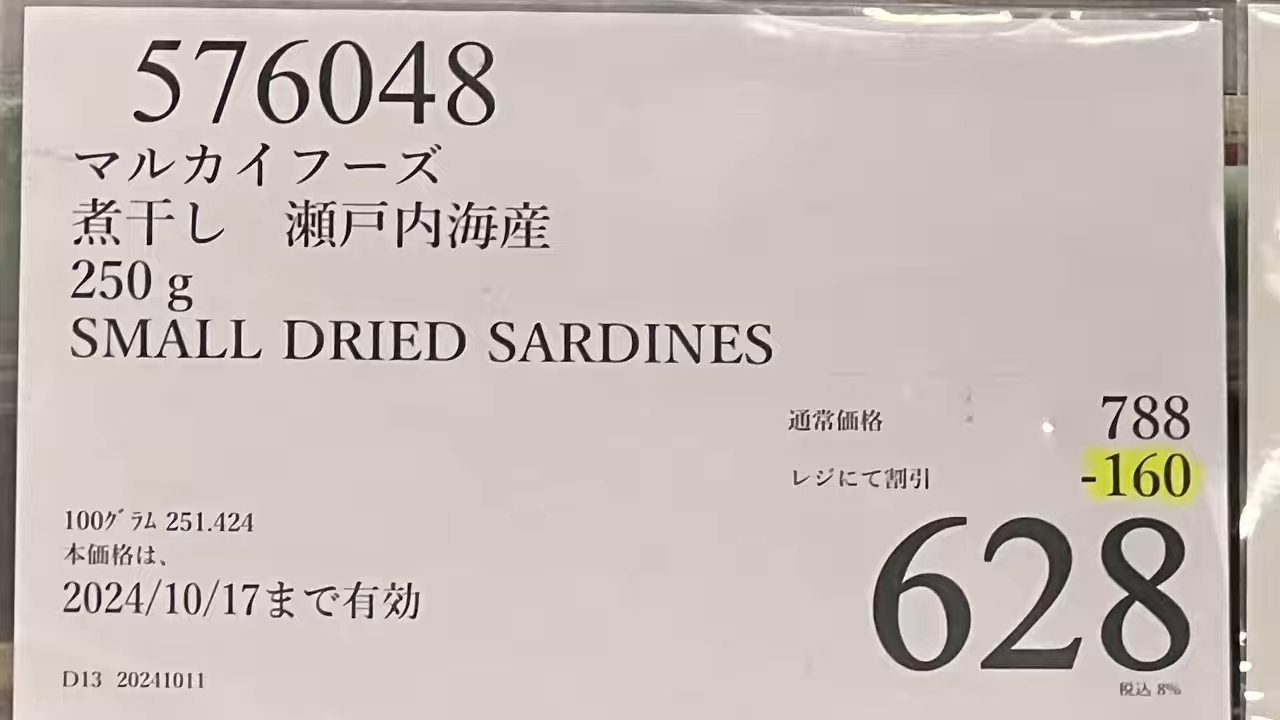 576048
マルカイフーズ
煮干し　瀬戸内海産
250 g
SMALL DRIED SARDINES
通常価格 788
レジにて割引 -160
628
税込 8%
100ｸﾞﾗﾑ 251.424
本価格は、
2024/10/17まで有効
D13 20241011